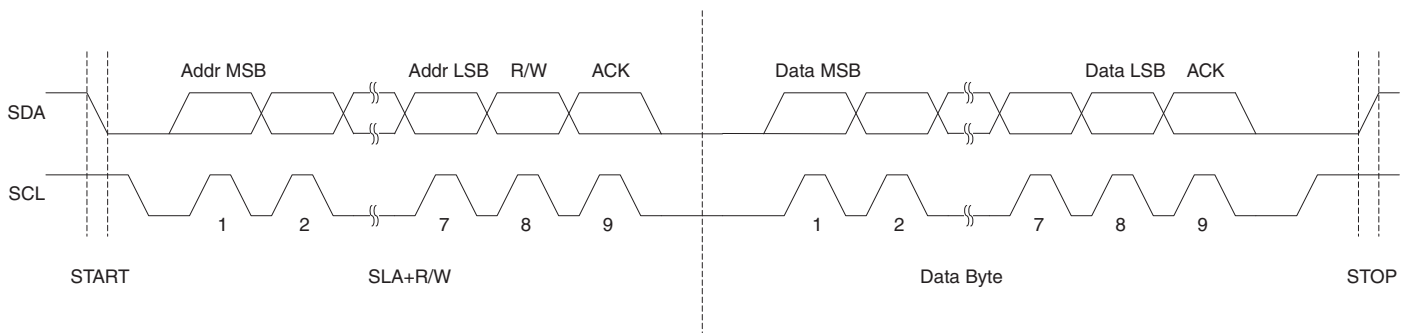 Addr MSB Addr LSB R/W ACK Data MSB Data LSB ACK
SDA
SCL
1 2 7 8 9 1 2 7 8 9
START SLA+R/W Data Byte STOP